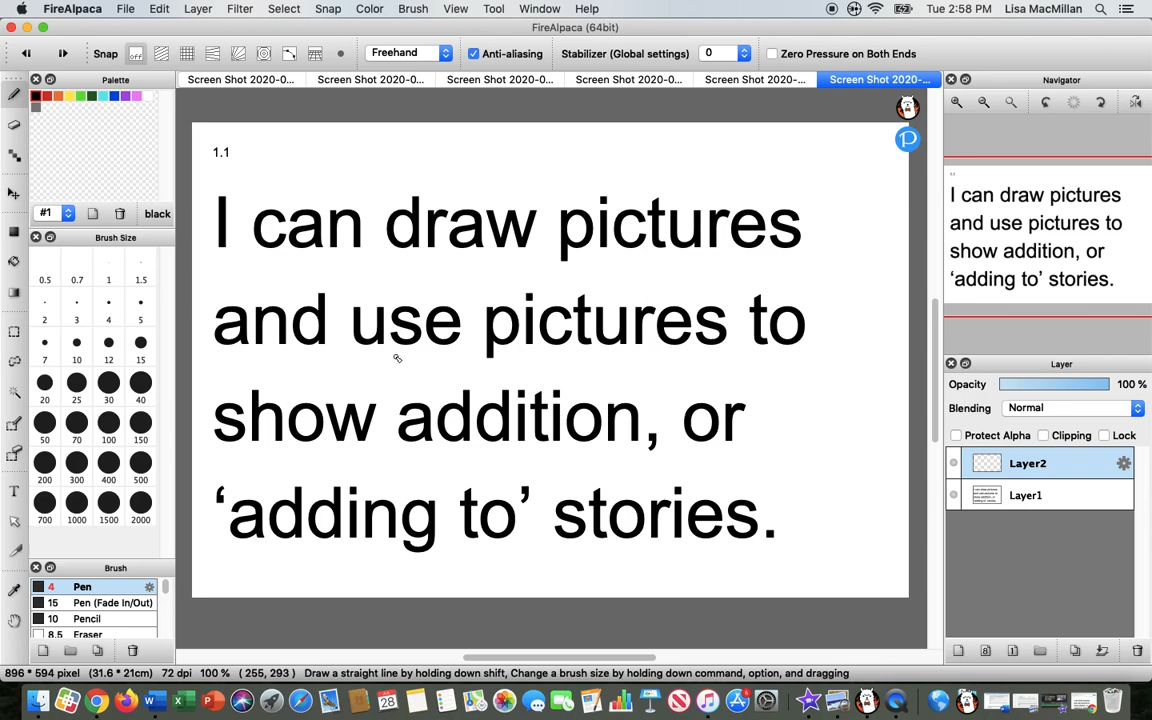 FireAlpaca File Edit Layer Filter Select Snap Color Brush View Tool Window Help Tue 2:58 PM Lisa MacMillan
FireAlpaca (64bit)
Snap off Freehand Anti-aliasing Stabilizer (Global settings) 0 Zero Pressure on Both Ends
Palette
Screen Shot 2020-0... Screen Shot 2020-0... Screen Shot 2020-0... Screen Shot 2020-0... Screen Shot 2020-... Screen Shot 2020-...
Navigator
#1 black
Brush Size
0.5 0.7 1 1.5
2 3 4 5
7 10 12 15
20 25 30 40
50 70 100 150
200 300 400 500
700 1000 1500 2000
Brush
4 Pen
15 Pen (Fade In/Out)
10 Pencil
8.5 Eraser
1.1
I can draw pictures
and use pictures to
show addition, or
‘adding to’ stories.
I can draw pictures
and use pictures to
show addition, or
‘adding to’ stories.
Layer
Opacity 100 %
Blending Normal
Protect Alpha Clipping Lock
Layer2
Layer1
896 * 594 pixel (31.6 * 21cm) 72 dpi 100 % ( 255, 293 ) Draw a straight line by holding down shift, Change a brush size by holding down command, option, and dragging